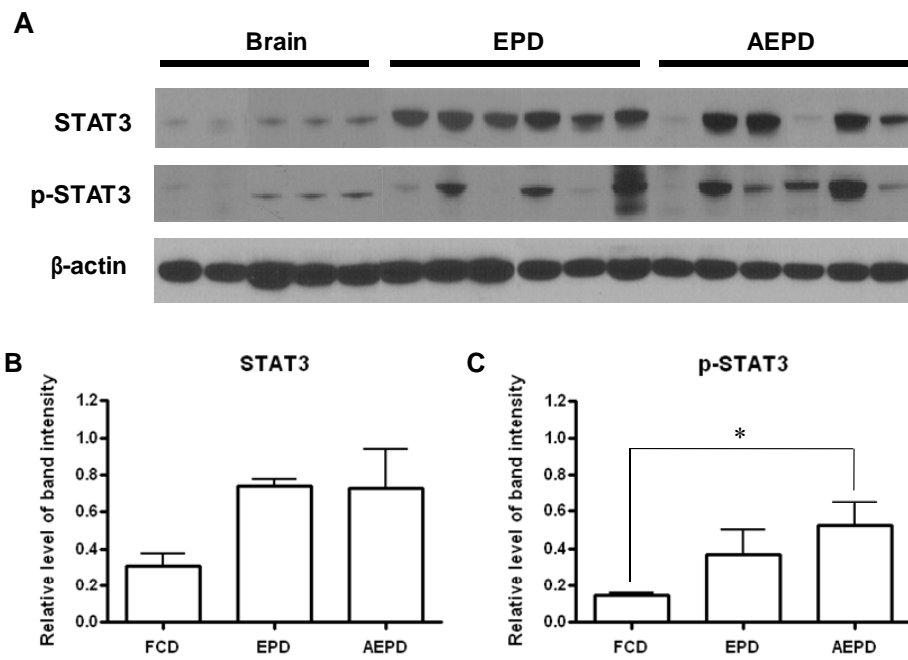 A
Brain EPD AEPD
STAT3
p-STAT3
β-actin
B
STAT3
Relative level of band intensity
1.2
1.0
0.8
0.6
0.4
0.2
0.0
FCD EPD AEPD
C
p-STAT3
Relative level of band intensity
1.2
1.0
0.8
0.6
0.4
0.2
0.0
*
FCD EPD AEPD